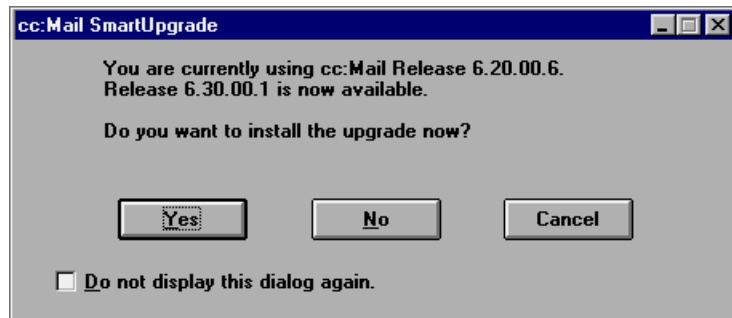 cc:Mail SmartUpgrade
You are currently using cc:Mail Release 6.20.00.6.
Release 6.30.00.1 is now available.
Do you want to install the upgrade now?
Yes No Cancel
Do not display this dialog again.